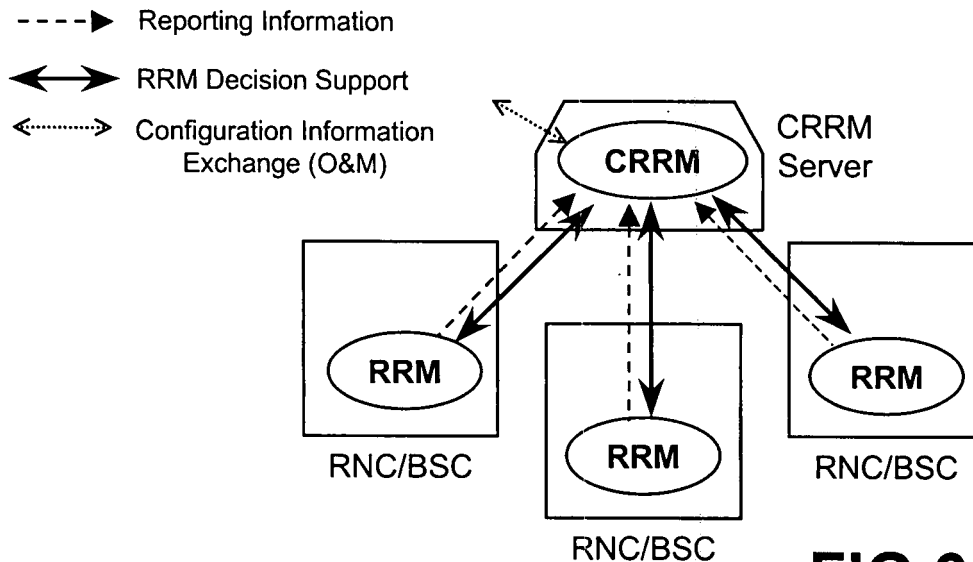 Reporting Information
RRM Decision Support
Configuration Information
Exchange (O&M)
CRRM
CRRM
Server
RRM
RNC/BSC
RRM
RNC/BSC
RRM
RNC/BSC